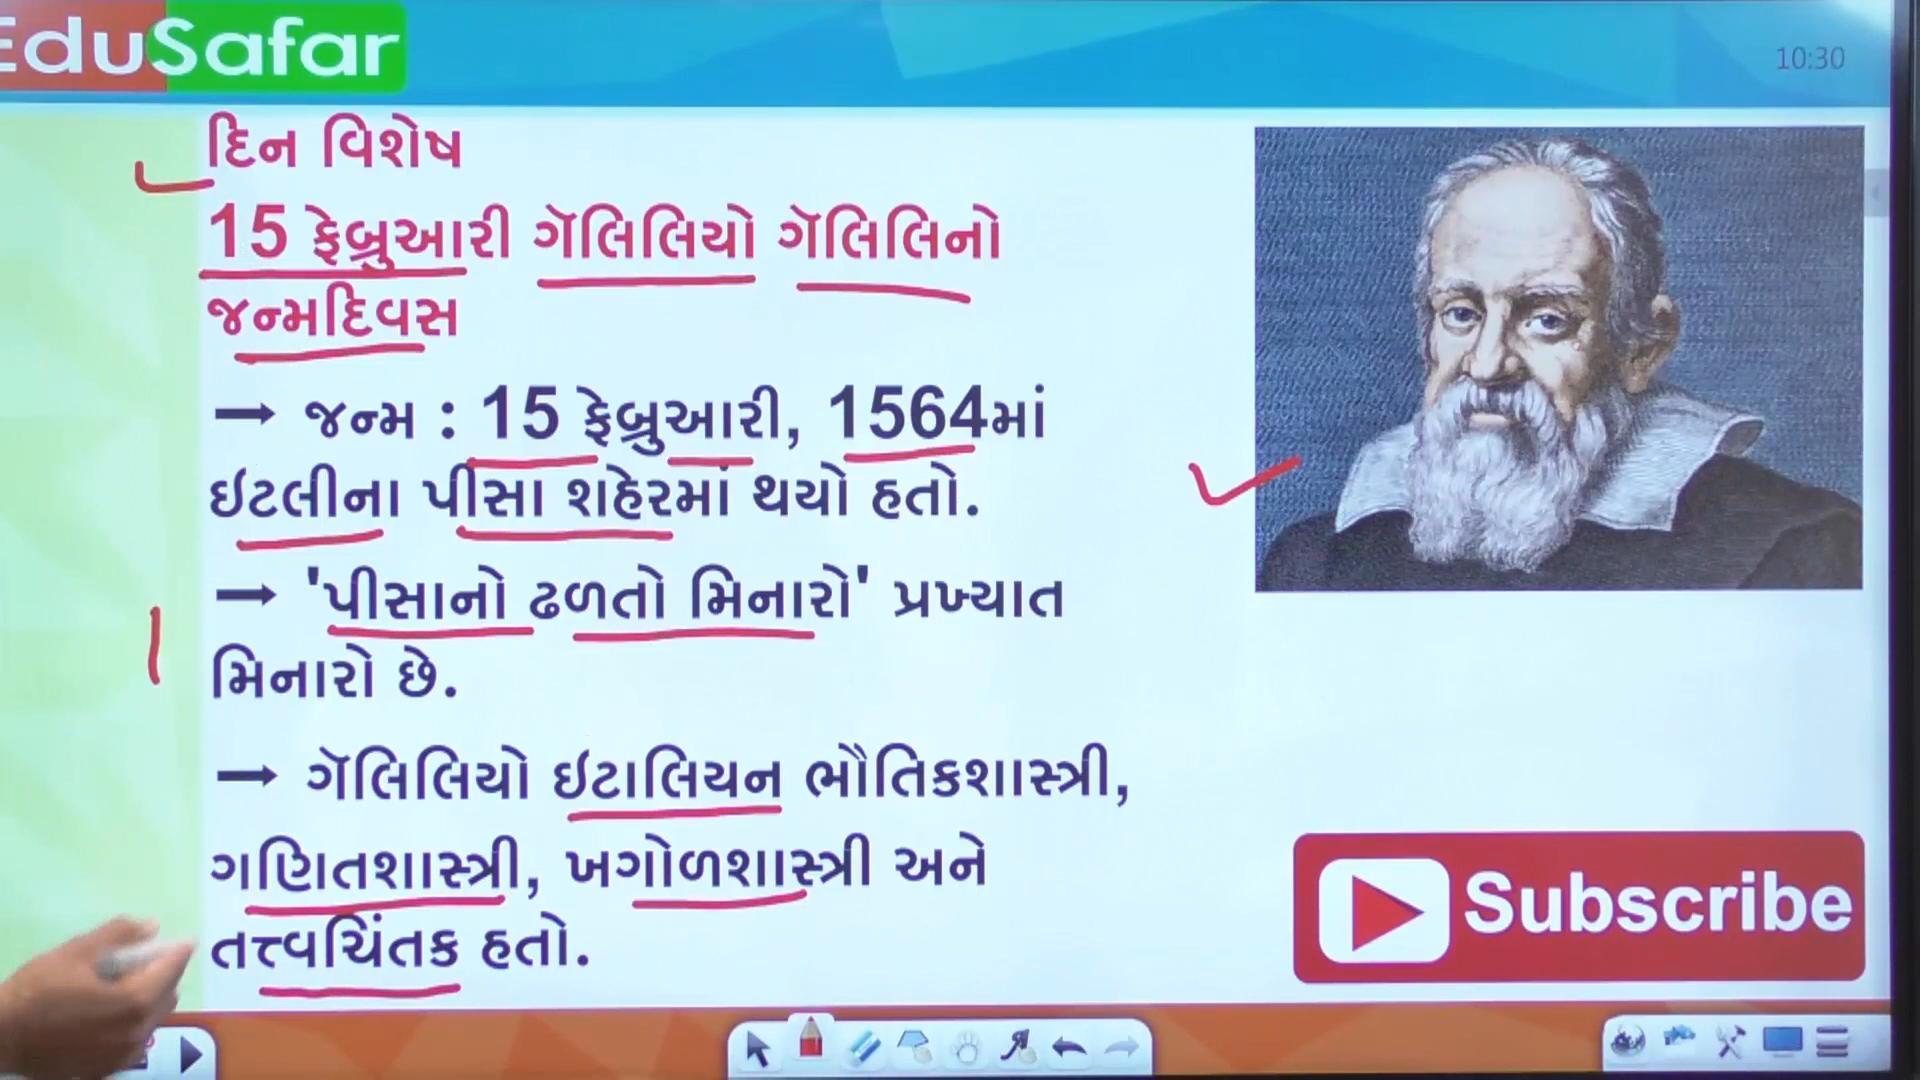 EduSafar
10:30
દિન વિશેષ
15 ફેબ્રુઆરી ગૅલિલિયો ગૅલિલિનો
જન્મદિવસ
→ જન્મ : 15 ફેબ્રુઆરી, 1564માં
ઇટલીના પીસા શહેરમાં થયો હતો.
→ 'પીસાનો ઢળતો મિનારો' પ્રખ્યાત
મિનારો છે.
→ ગૅલિલિયો ઇટાલિયન ભૌતિકશાસ્ત્રી,
ગણિતશાસ્ત્રી, ખગોળશાસ્ત્રી અને
તત્ત્વચિંતક હતો.
Subscribe